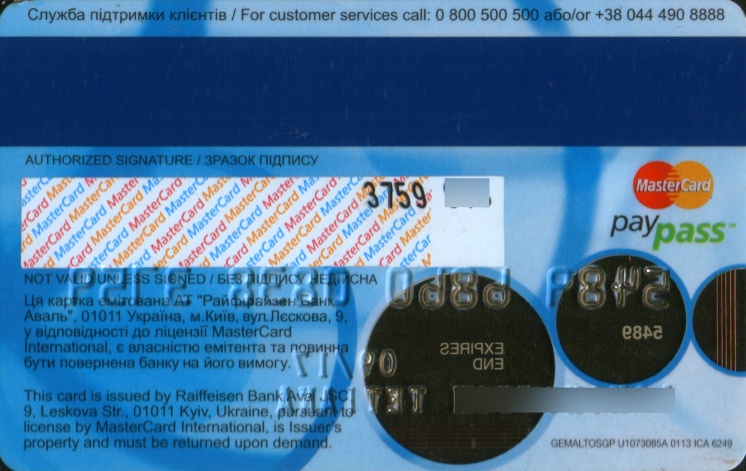 Служба підтримки клієнтів / For customer services call: 0 800 500 500 або/or +38 044 490 8888
AUTHORIZED SIGNATURE / ЗРАЗОК ПІДПИСУ
3759
MasterCard
paypass™
NOT VALID UNLESS SIGNED / БЕЗ ПІДПИСУ НЕДІЙСНА
Ця картка емітована АТ "Райффайзен Банк
Аваль", 01011 Україна, м.Київ, вул.Лєскова, 9,
у відповідності до ліцензії MasterCard
International, є власністю емітента та повинна
бути повернена банку на його вимогу.
5489
EXPIRES
END
09/17
This card is issued by Raiffeisen Bank Aval JSC
9, Leskova Str., 01011 Kyiv, Ukraine, pursuant to
license by MasterCard International, is Issuer's
property and must be returned upon demand.
GEMALTOSGP U1073085A 0113 ICA 6249